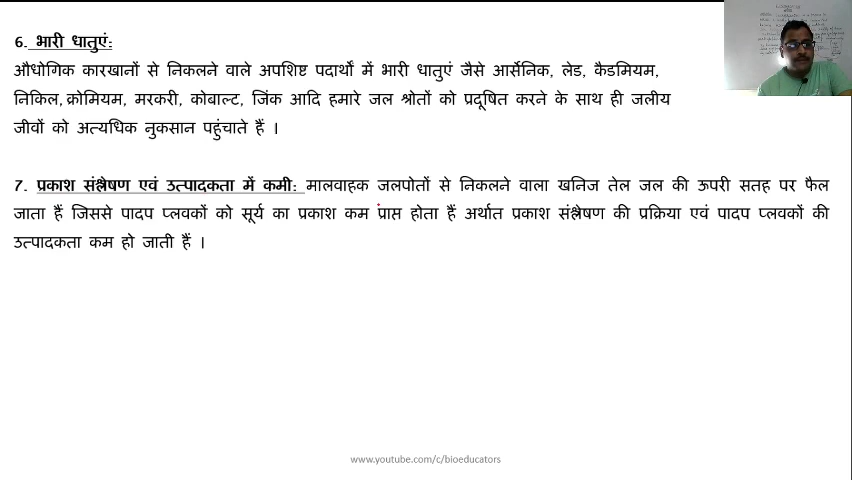 6. भारी धातुएं:
औधोगिक कारखानों से निकलने वाले अपशिष्ट पदार्थों में भारी धातुएं जैसे आर्सेनिक, लेड, कैडमियम,
निकिल,क्रोमियम, मरकरी, कोबाल्ट, जिंक आदि हमारे जल श्रोतों को प्रदूषित करने के साथ ही जलीय
जीवों को अत्यधिक नुकसान पहुंचाते हैं ।
7. प्रकाश संश्लेषण एवं उत्पादकता में कमी: मालवाहक जलपोतों से निकलने वाला खनिज तेल जल की ऊपरी सतह पर फैल
जाता हैं जिससे पादप प्लवकों को सूर्य का प्रकाश कम प्राप्त होता हैं अर्थात प्रकाश संश्लेषण की प्रक्रिया एवं पादप प्लवकों की
उत्पादकता कम हो जाती हैं ।
www.youtube.com/c/bioeducators